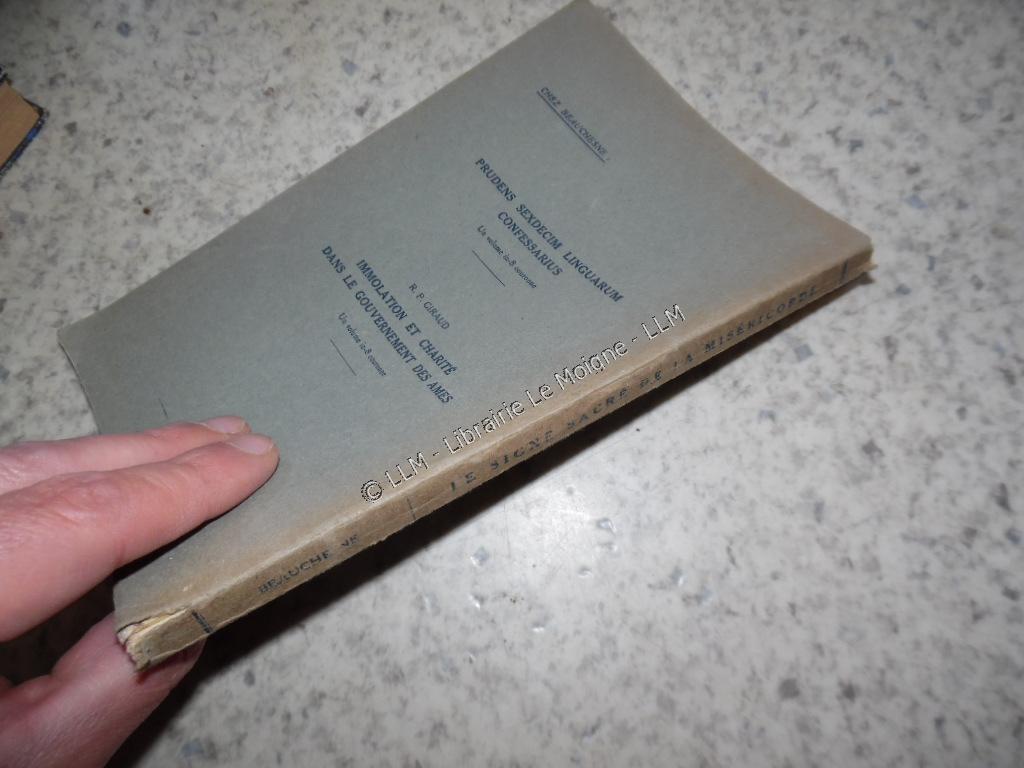 CHEZ BEAUCHESNE :
PRUDENS SEXDECIM LINGUARUM
CONFESSARIUS
Un volume in-8 couronne
R. P. GIRAUD
IMMOLATION ET CHARITÉ
DANS LE GOUVERNEMENT DES AMES
Un volume in-8 couronne
© LLM - Librairie Le Moigne - LLM
BEAUCHESNE
LE SIGNE SACRÉ DE LA MISÉRICORDE